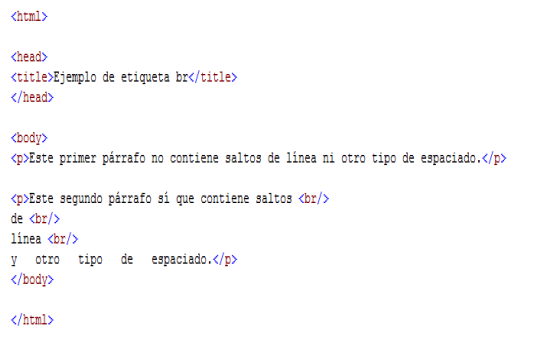 <html>
<head>
<title>Ejemplo de etiqueta br</title>
</head>
<body>
<p>Este primer párrafo no contiene saltos de línea ni otro tipo de espaciado.</p>
<p>Este segundo párrafo sí que contiene saltos <br/>
de <br/>
línea <br/>
y   otro   tipo   de   espaciado.</p>
</body>
</html>